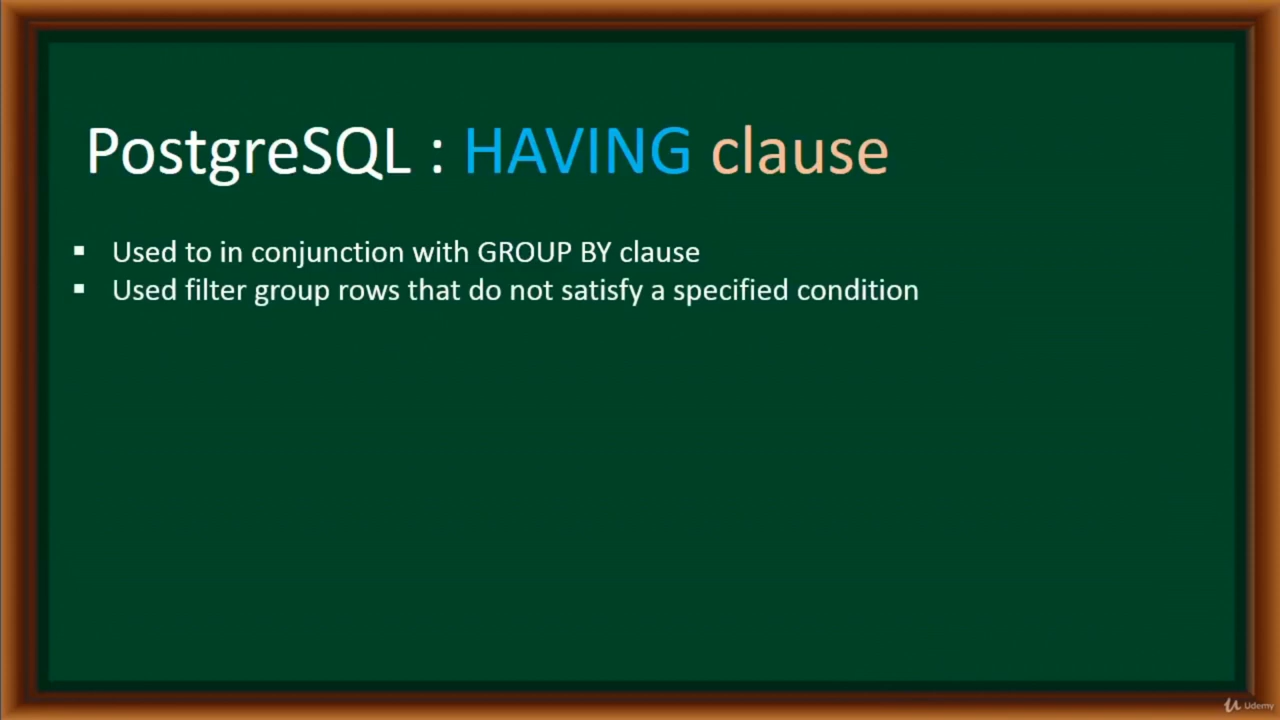 PostgreSQL : HAVING clause
▪ Used to in conjunction with GROUP BY clause
▪ Used filter group rows that do not satisfy a specified condition
Udemy